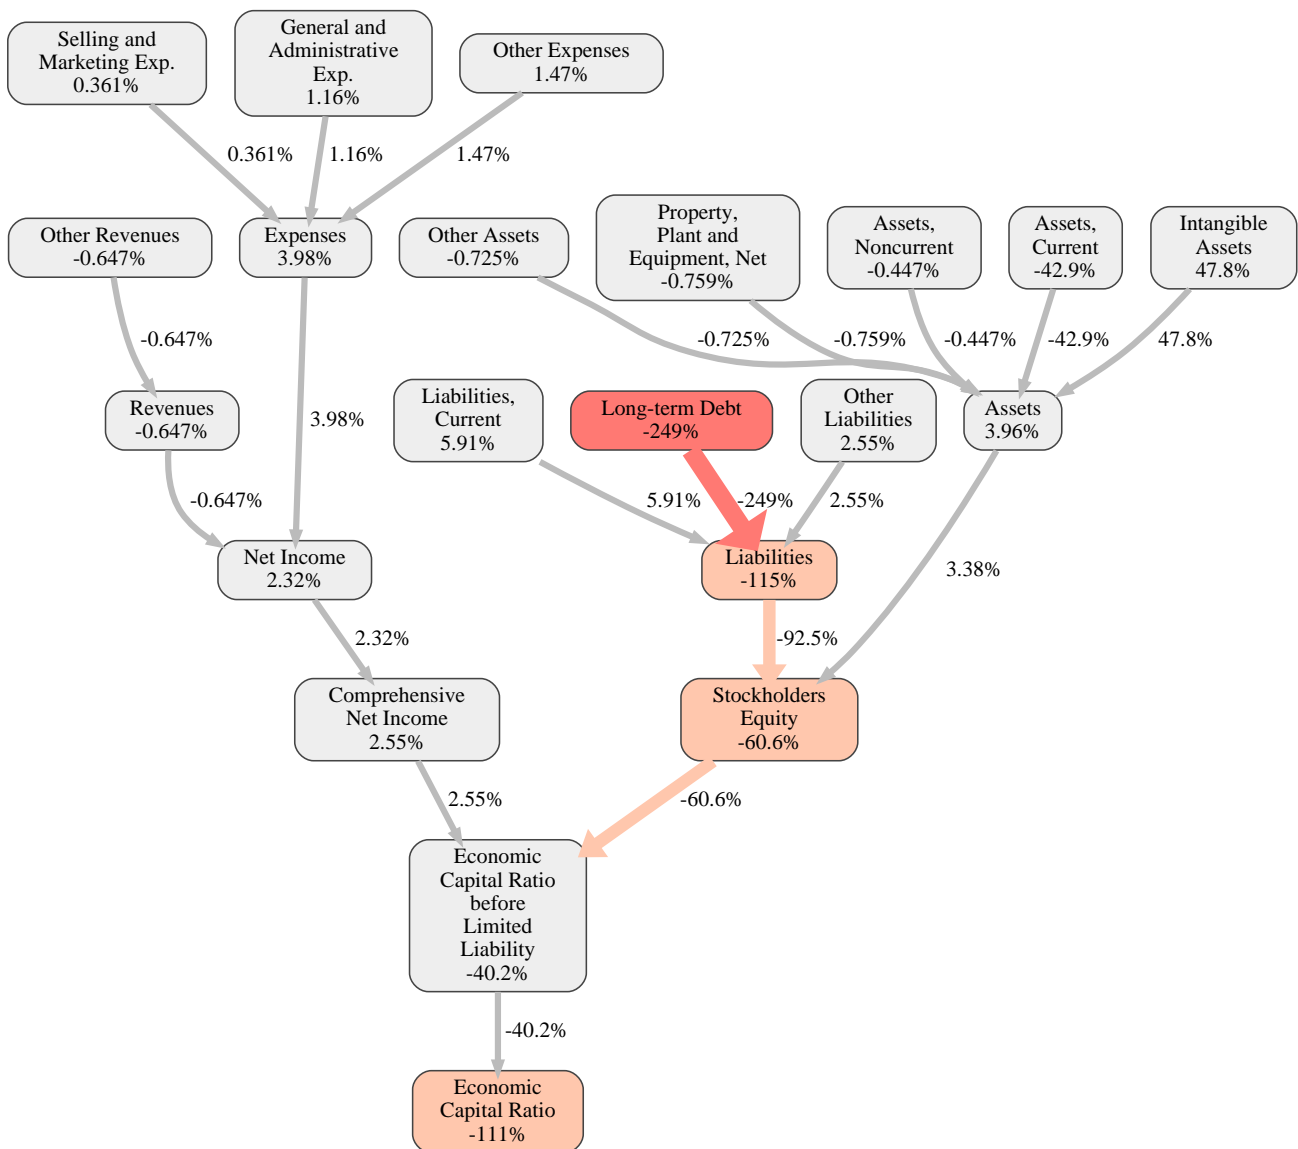 Selling and
Marketing Exp.
0.361%
General and
Administrative
Exp.
1.16%
Other Expenses
1.47%
0.361%
1.16%
1.47%
Other Revenues
-0.647%
Expenses
3.98%
Other Assets
-0.725%
Property,
Plant and
Equipment, Net
-0.759%
Assets,
Noncurrent
-0.447%
Assets,
Current
-42.9%
Intangible
Assets
47.8%
-0.647%
-0.725%
-0.759%
-0.447%
-42.9%
47.8%
Revenues
-0.647%
3.98%
Liabilities,
Current
5.91%
Long-term Debt
-249%
Other
Liabilities
2.55%
Assets
3.96%
-0.647%
5.91%
-249%
2.55%
Net Income
2.32%
Liabilities
-115%
3.38%
2.32%
-92.5%
Comprehensive
Net Income
2.55%
Stockholders
Equity
-60.6%
2.55%
-60.6%
Economic
Capital Ratio
before
Limited
Liability
-40.2%
-40.2%
Economic
Capital Ratio
-111%